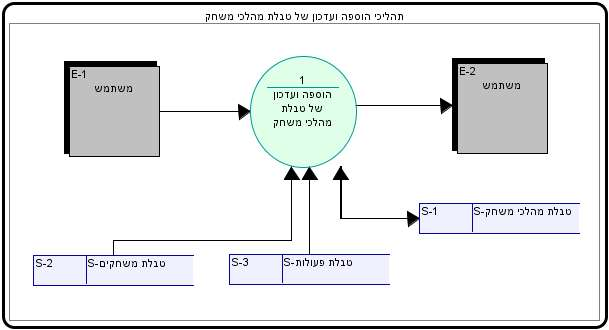 תהליכי הוספה ועדכון של טבלת מהלכי משחק
E-1
משתמש
1
הוספה ועדכון
של טבלת
מהלכי משחק
E-2
משתמש
S-1
טבלת מהלכי משחק-S
S-2
טבלת משחקים-S
S-3
טבלת פעולות-S